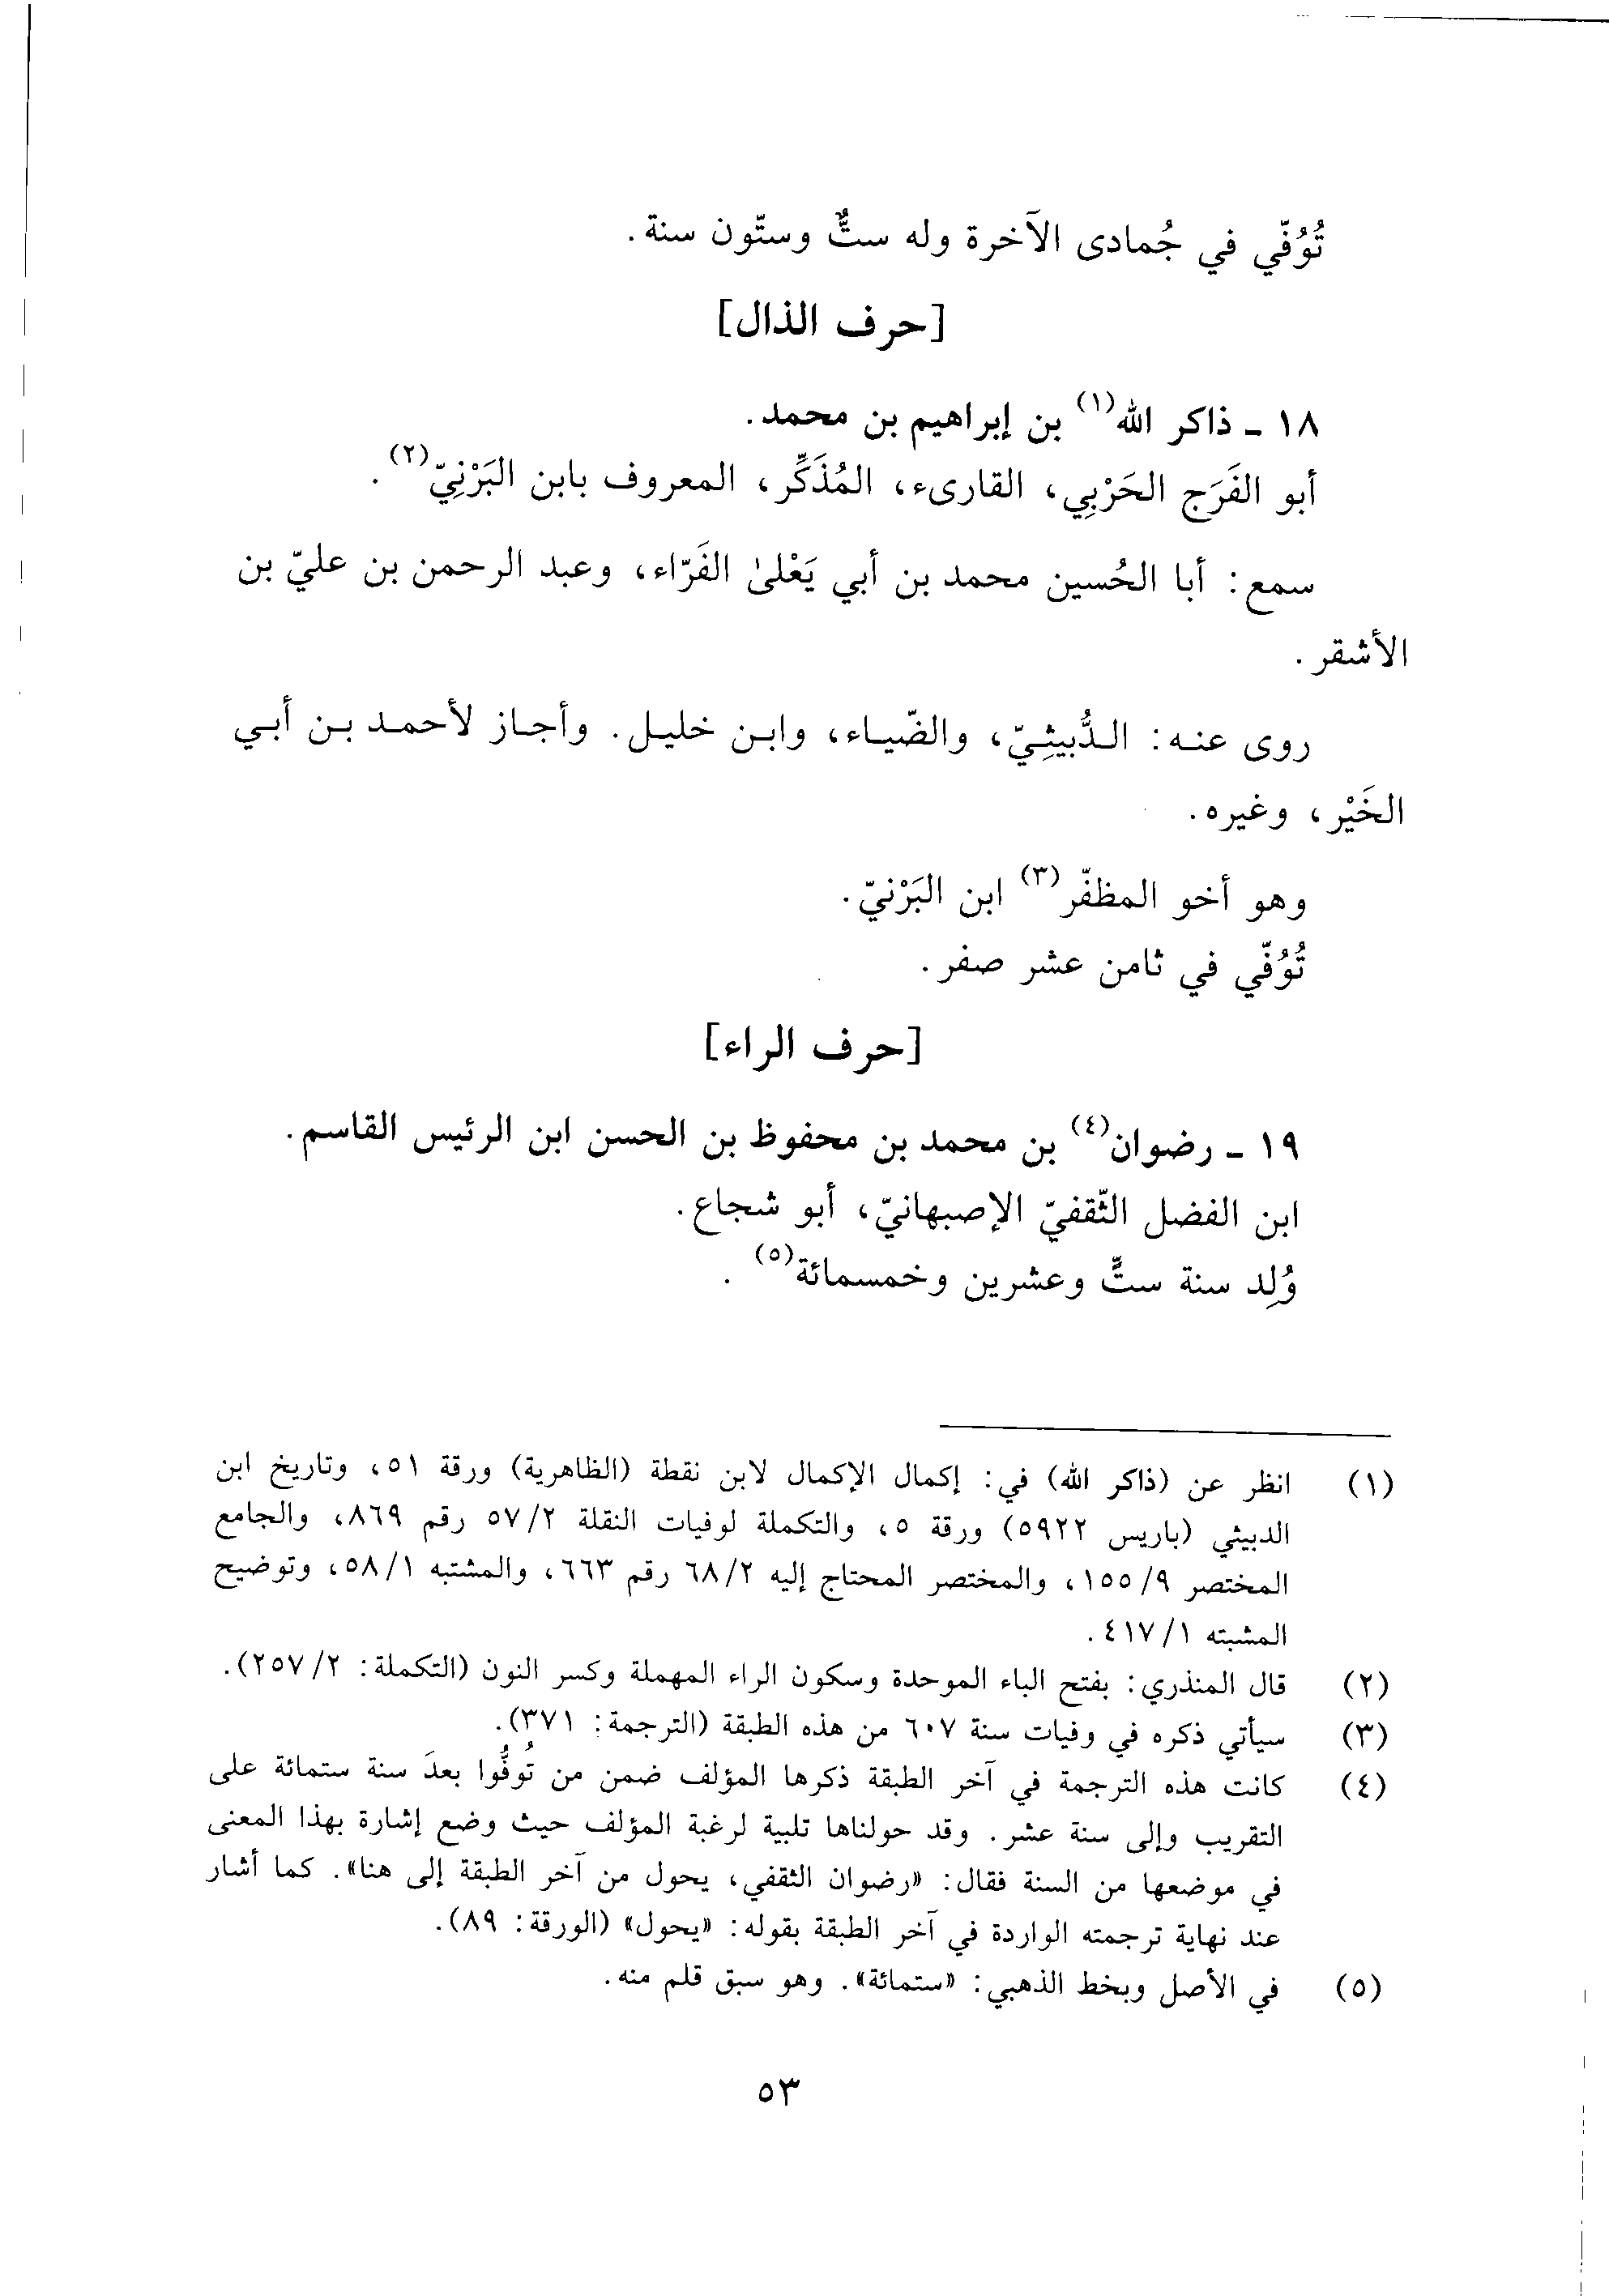 تُوُفّي في جُمادى الآخرة وله ستٌّ وستّون سنة.
[حرف الذال]
١٨ ـ ذاكر الله(١) بن إبراهيم بن محمد.
أبو الفَرَج الحَرْبِي، القارىء، المُذَكِّر، المعروف بابن البَرْنِيّ(٢).
سمع: أبا الحُسين محمد بن أبي يَعْلىٰ الفَرّاء، وعبد الرحمن بن عليّ بن
الأشقر.
روى عنه: الدُّبيثِيّ، والضّياء، وابن خليل. وأجاز لأحمد بن أبي
الخَيْر، وغيره.
وهو أخو المظفّر(٣) ابن البَرْنيّ.
تُوُفّي في ثامن عشر صفر.
[حرف الراء]
١٩ ـ رضوان(٤) بن محمد بن محفوظ بن الحسن ابن الرئيس القاسم.
ابن الفضل الثّقفيّ الإصبهانيّ، أبو شجاع.
وُلِد سنة ستٍّ وعشرين وخمسمائة(٥).
(١) انظر عن (ذاكر الله) في: إكمال الإكمال لابن نقطة (الظاهرية) ورقة ٥١، وتاريخ ابن
الدبيثي (باريس ٥٩٢٢) ورقة ٥، والتكملة لوفيات النقلة ٥٧/٢ رقم ٨٦٩، والجامع
المختصر ١٥٥/٩، والمختصر المحتاج إليه ٦٨/٢ رقم ٦٦٣، والمشتبه ٥٨/١، وتوضيح
المشبته ٤١٧/١.
(٢) قال المنذري: بفتح الباء الموحدة وسكون الراء المهملة وكسر النون (التكملة: ٢٥٧/٢).
(٣) سيأتي ذكره في وفيات سنة ٦٠٧ من هذه الطبقة (الترجمة: ٣٧١).
(٤) كانت هذه الترجمة في آخر الطبقة ذكرها المؤلف ضمن من تُوفُّوا بعدَ سنة ستمائة على
التقريب وإلى سنة عشر. وقد حولناها تلبية لرغبة المؤلف حيث وضع إشارة بهذا المعنى
في موضعها من السنة فقال: «رضوان الثقفي، يحول من آخر الطبقة إلى هنا». كما أشار
عند نهاية ترجمته الواردة في آخر الطبقة بقوله: «يحول» (الورقة: ٨٩).
(٥) في الأصل وبخط الذهبي: «ستمائة». وهو سبق قلم منه.
٥٣